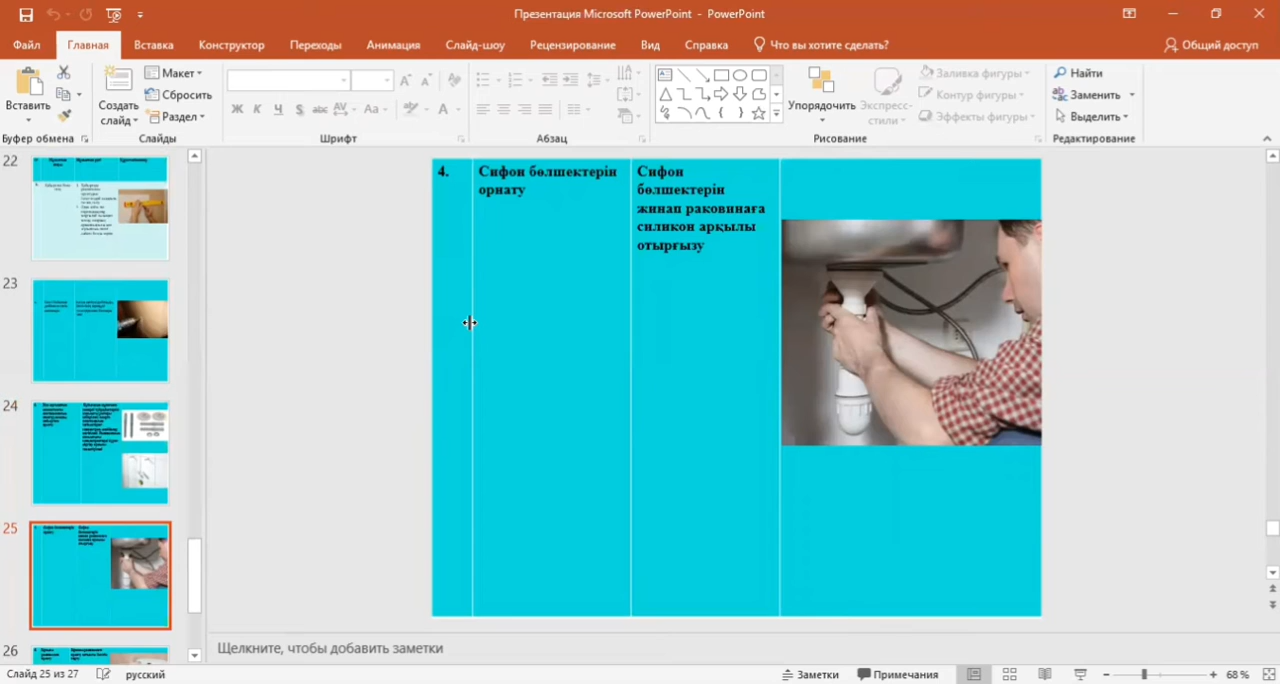 Презентация Microsoft PowerPoint - PowerPoint
Файл Главная Вставка Конструктор Переходы Анимация Слайд-шоу Рецензирование Вид Справка Что вы хотите сделать? Общий доступ
Вставить
Создать слайд
Макет
Сбросить
Раздел
Упорядочить
Экспресс-стили
Заливка фигуры
Контур фигуры
Эффекты фигуры
Найти
Заменить
Выделить
Буфер обмена Слайды Шрифт Абзац Рисование Редактирование
22
23
24
25
26
4.
Сифон бөлшектерін
орнату
Сифон
бөлшектерін
жинап раковинаға
силикон арқылы
отырғызу
Щелкните, чтобы добавить заметки
Слайд 25 из 27 русский Заметки Примечания 68 %